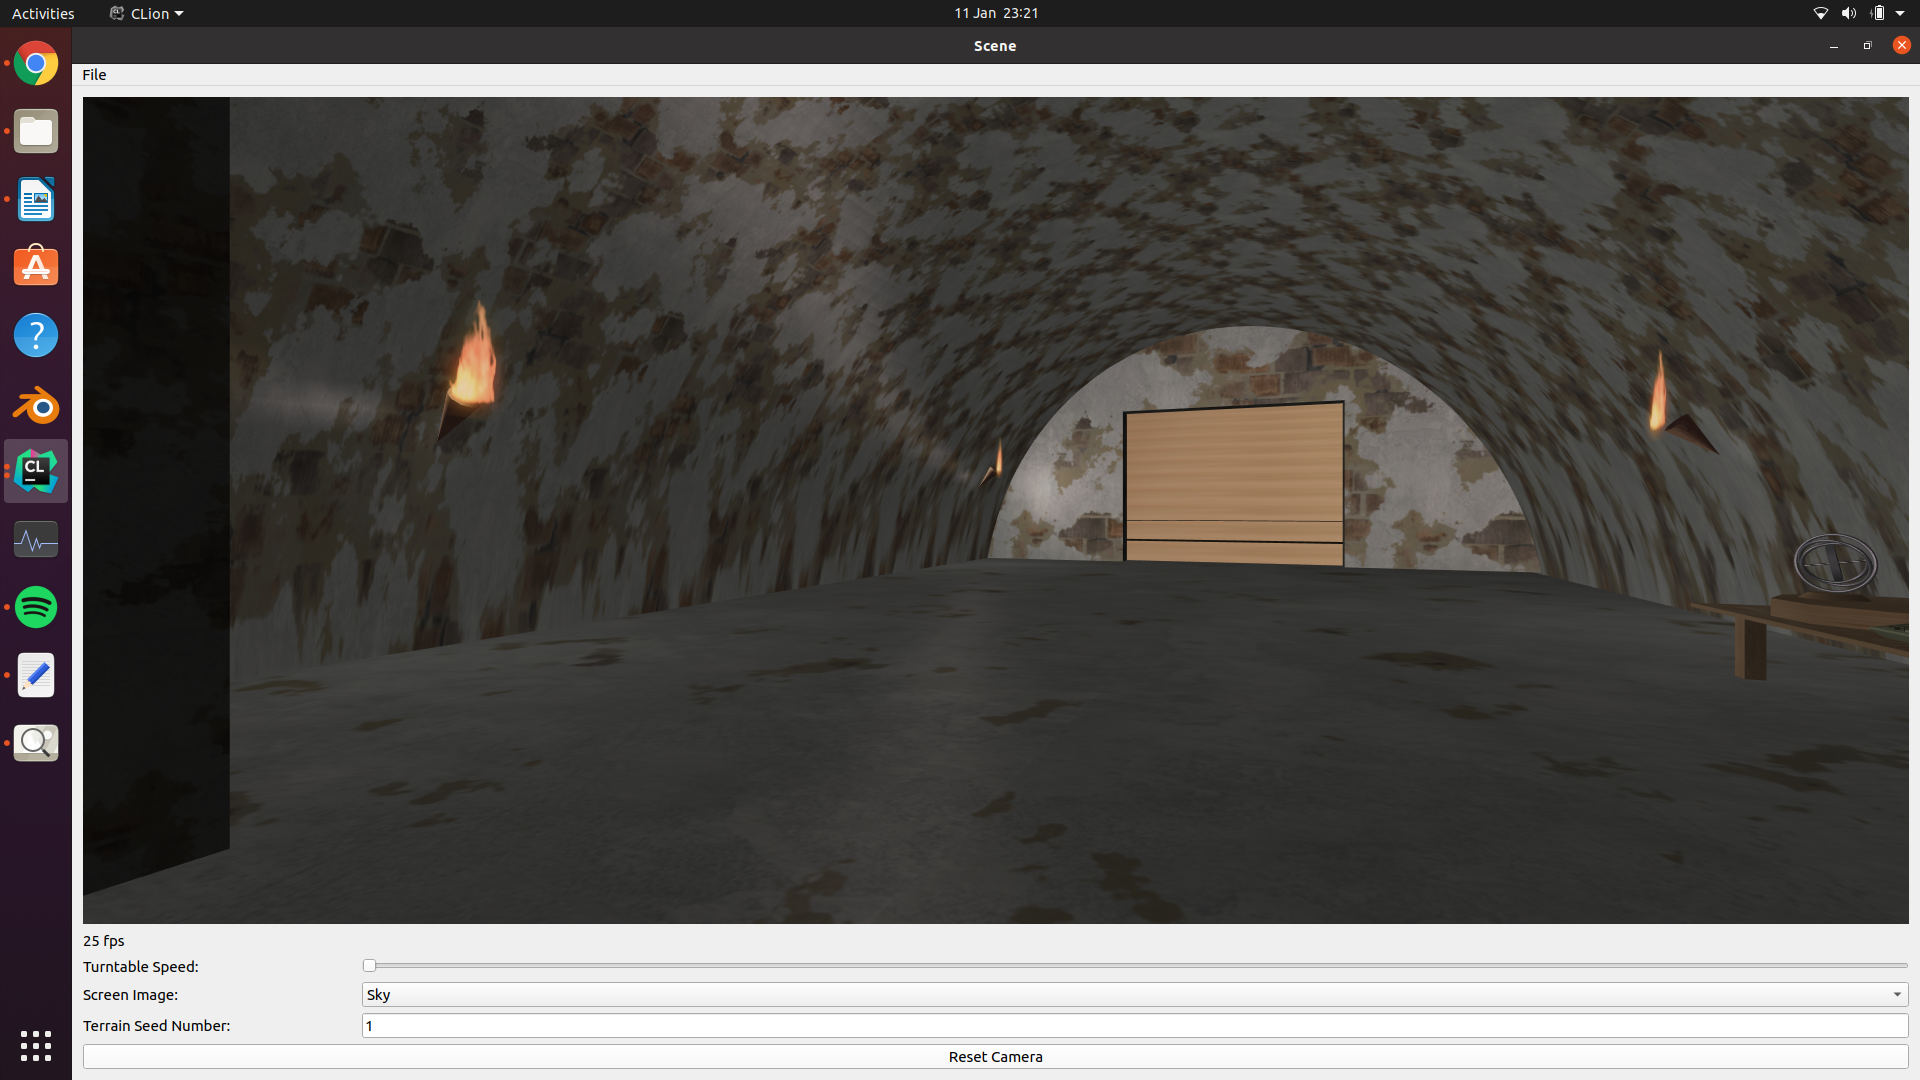 Activities
CLion
11 Jan 23:21
Scene
File
CL
25 fps
Turntable Speed:
Screen Image:
Sky
Terrain Seed Number:
1
Reset Camera